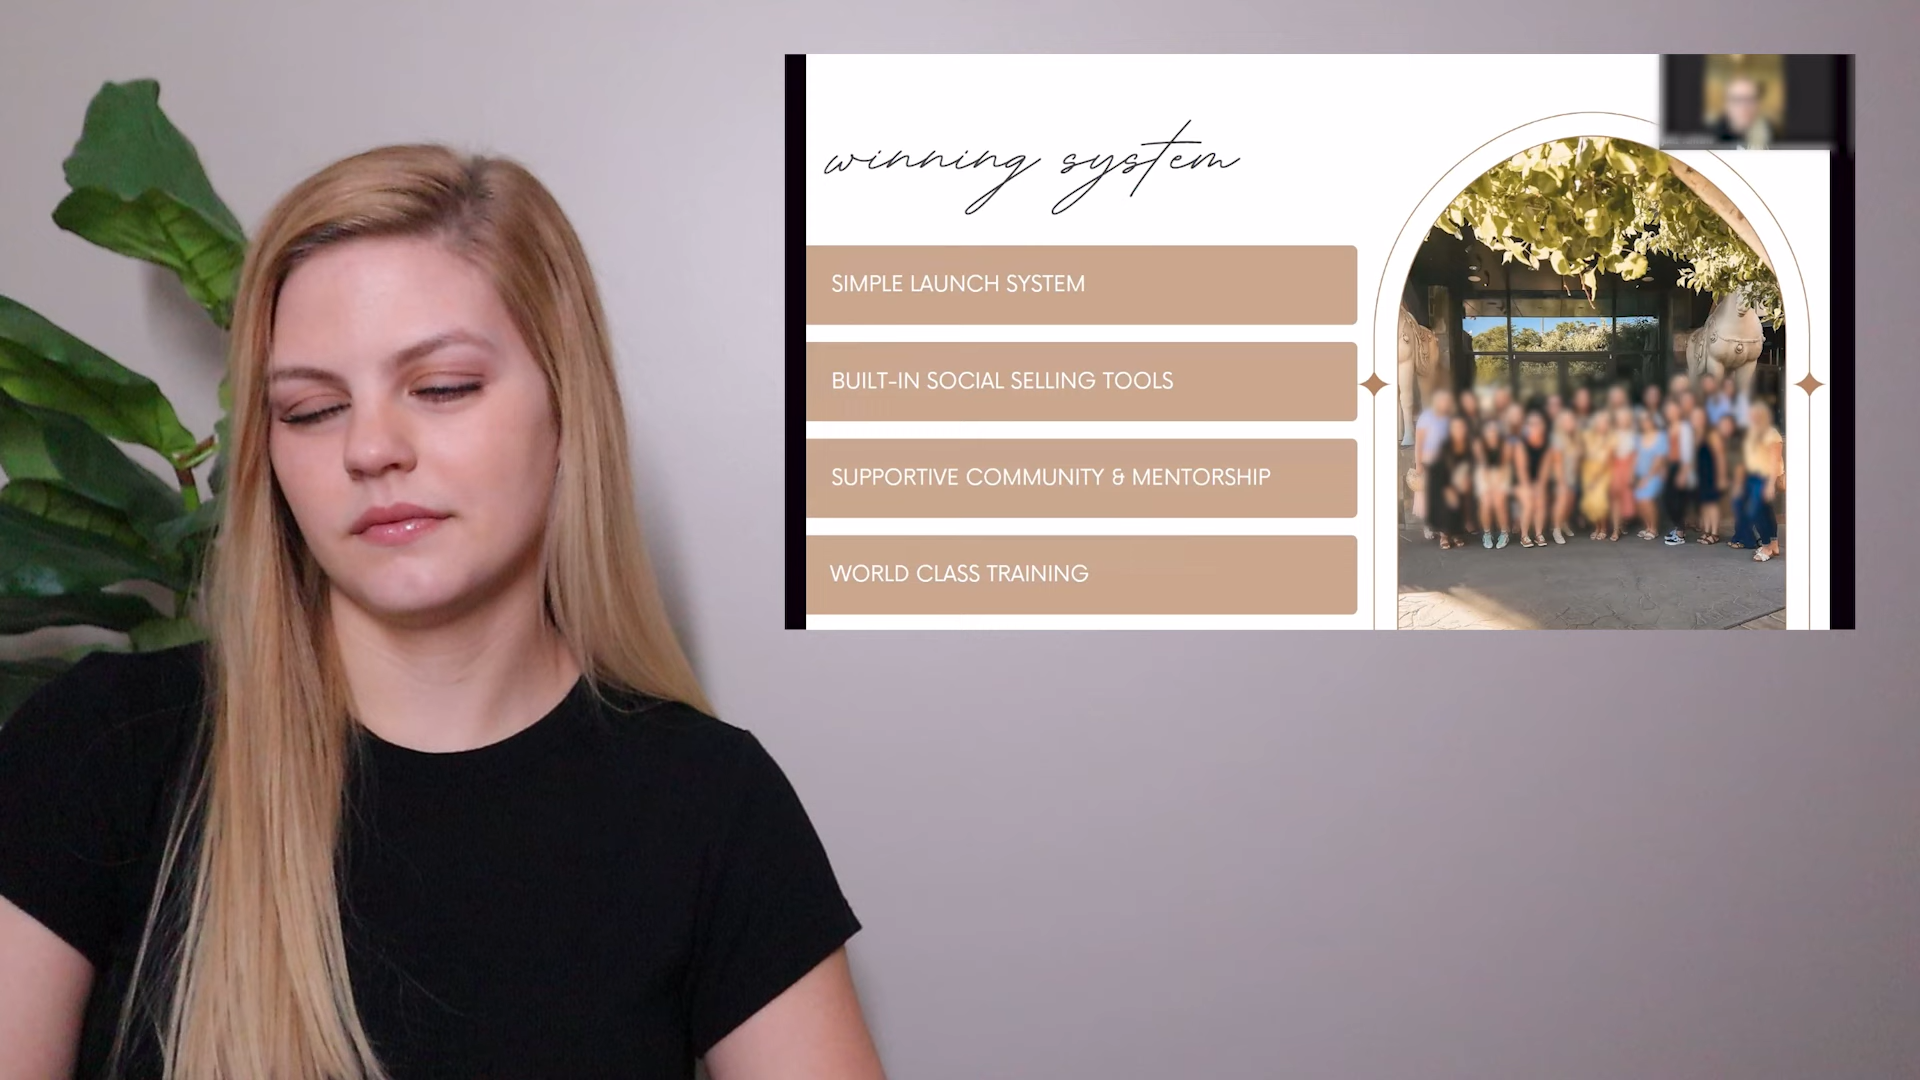 winning system
SIMPLE LAUNCH SYSTEM
BUILT-IN SOCIAL SELLING TOOLS
SUPPORTIVE COMMUNITY & MENTORSHIP
WORLD CLASS TRAINING